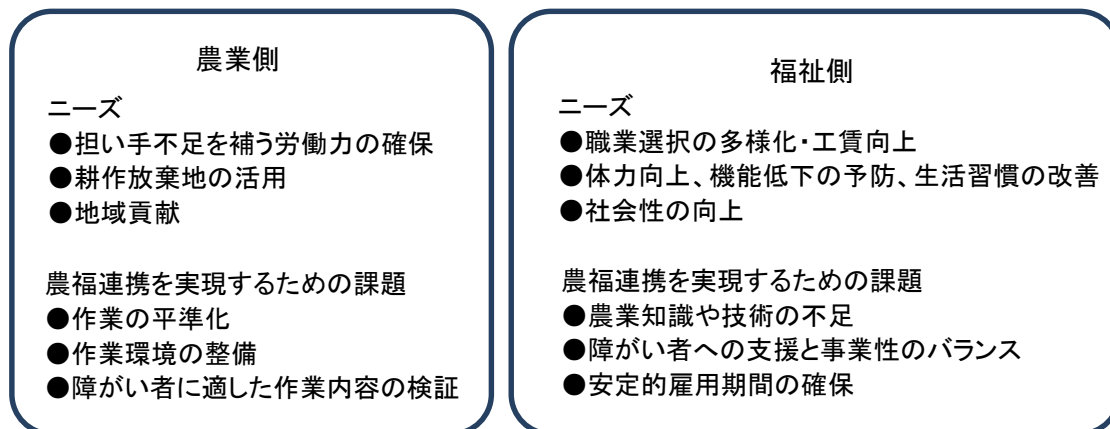 農業側
ニーズ
●担い手不足を補う労働力の確保
●耕作放棄地の活用
●地域貢献
農福連携を実現するための課題
●作業の平準化
●作業環境の整備
●障がい者に適した作業内容の検証
福祉側
ニーズ
●職業選択の多様化・工賃向上
●体力向上、機能低下の予防、生活習慣の改善
●社会性の向上
農福連携を実現するための課題
●農業知識や技術の不足
●障がい者への支援と事業性のバランス
●安定的雇用期間の確保